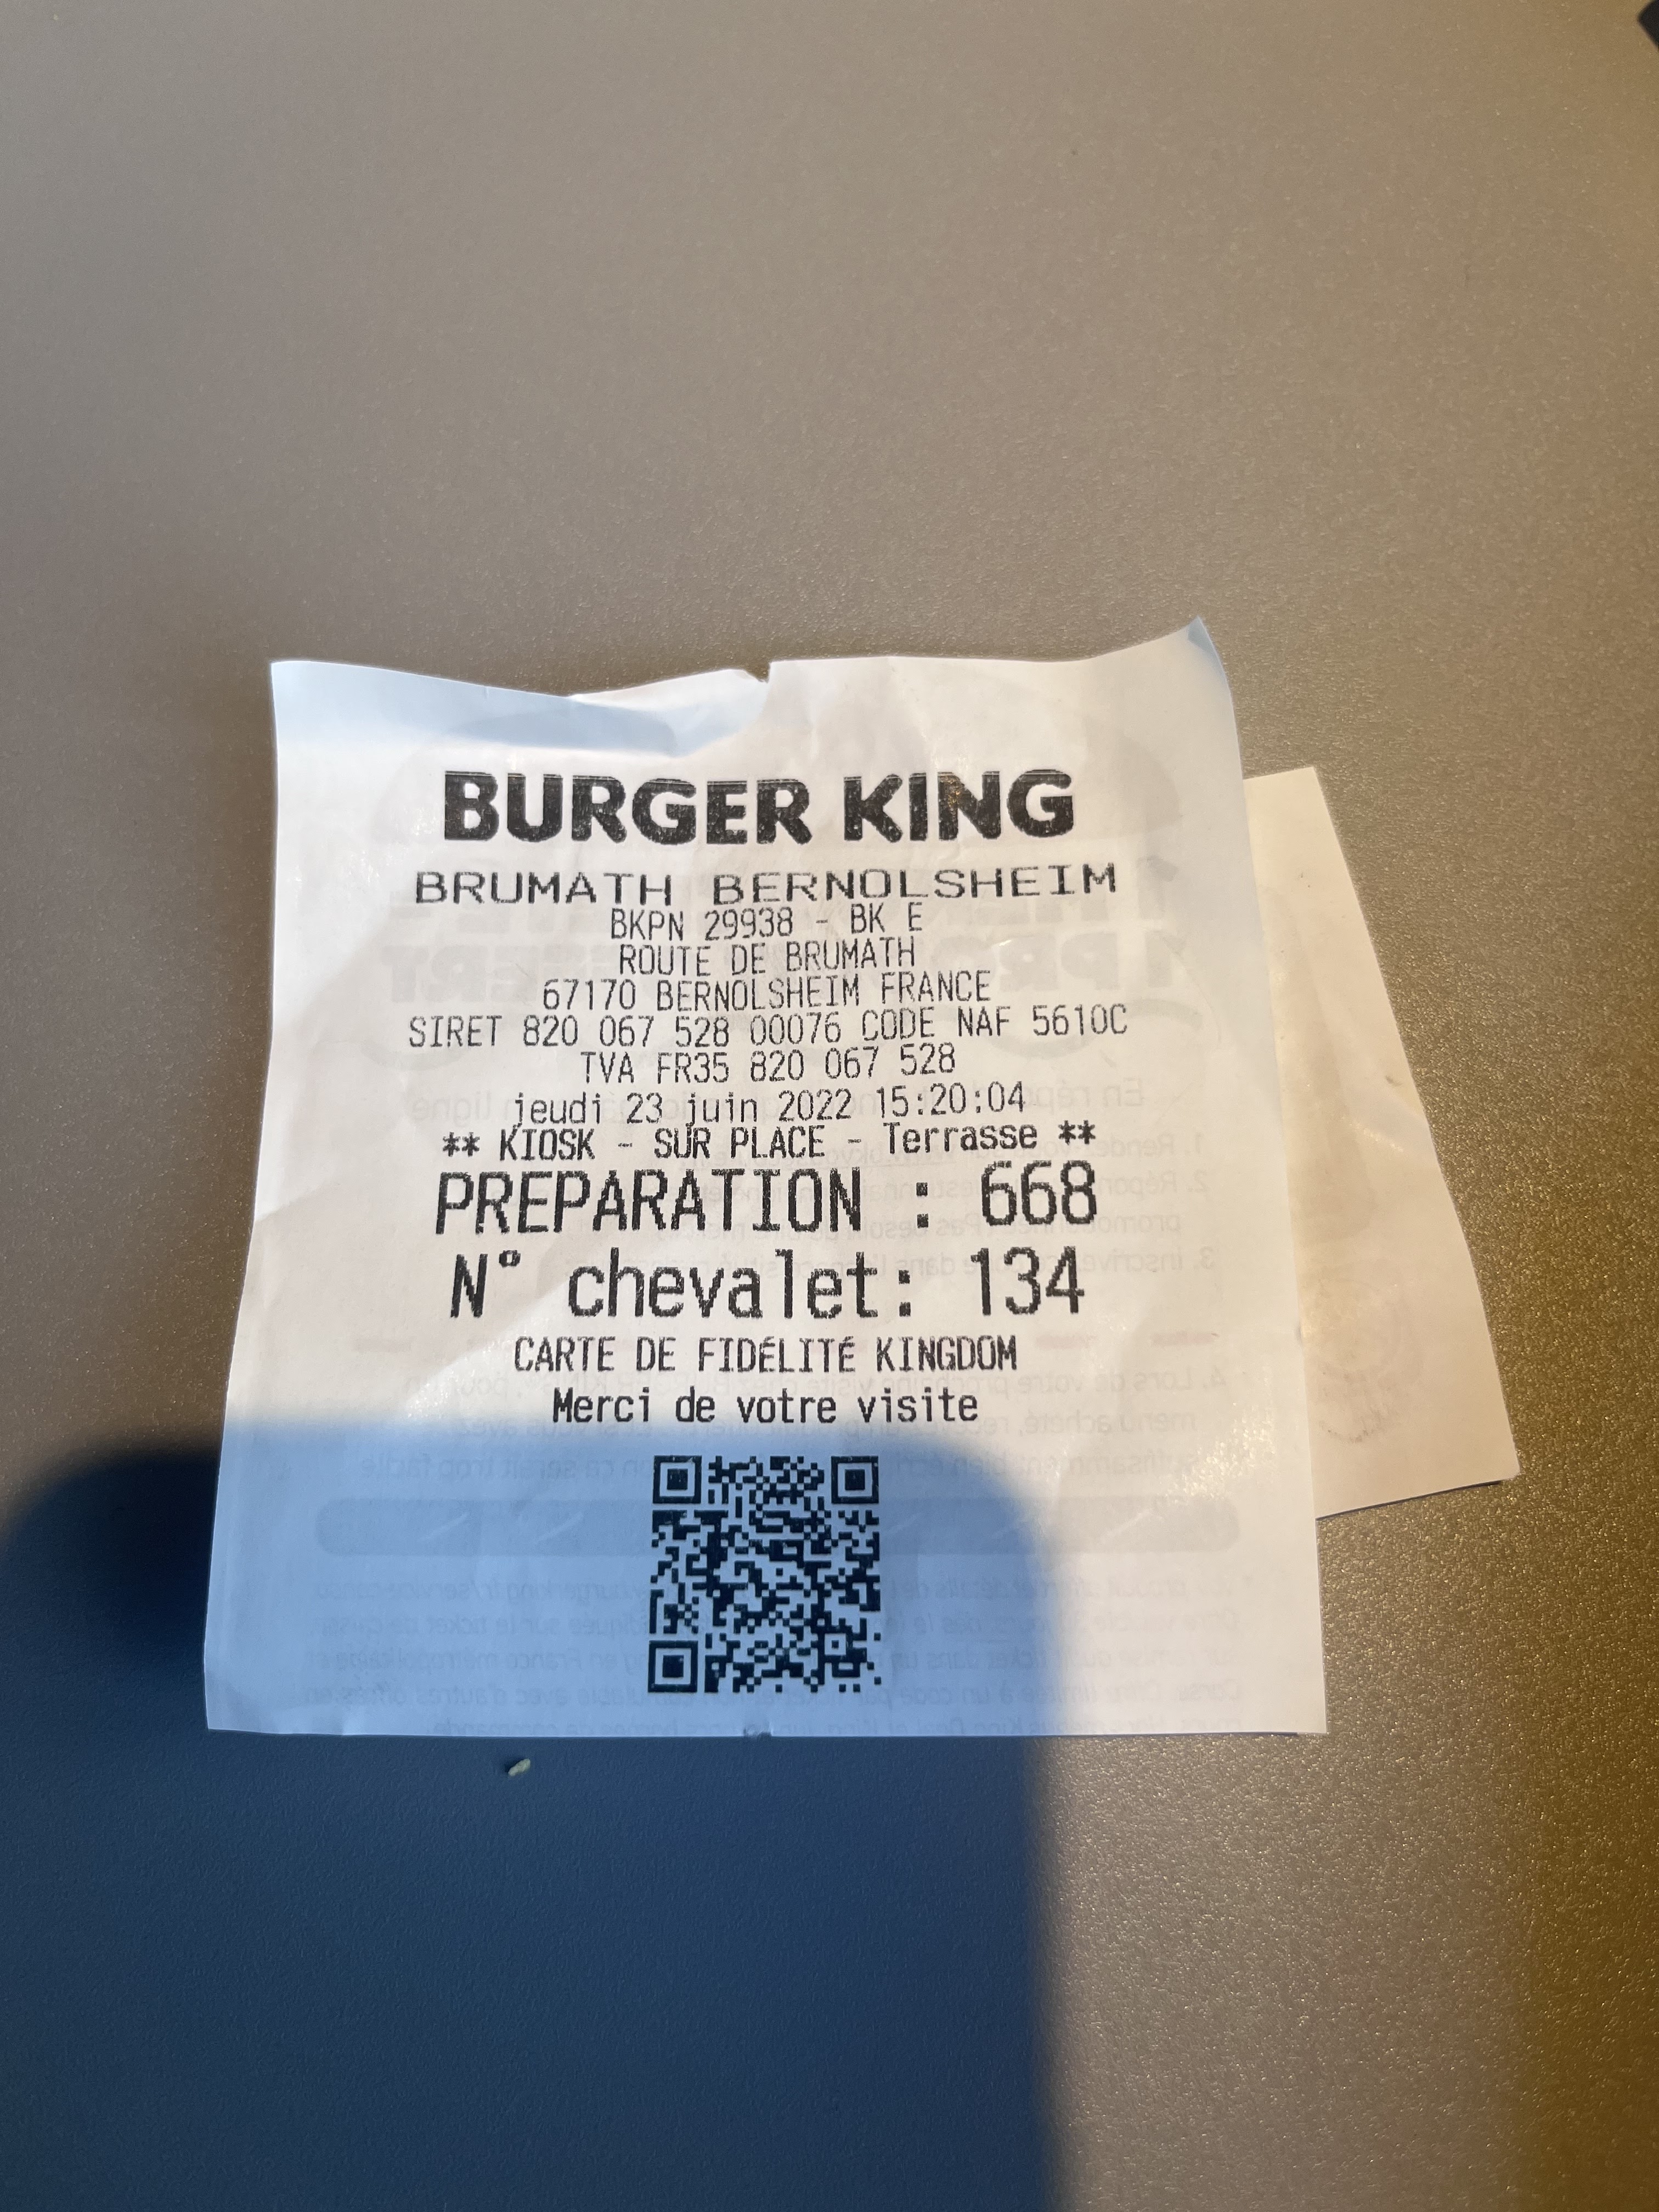 BURGER KING
BRUMATH BERNOLSHEIM
BKPN 29938 - BK E
ROUTE DE BRUMATH
67170 BERNOLSHEIM FRANCE
SIRET 820 067 528 00076 CODE NAF 5610C
TVA FR35 820 067 528
jeudi 23 juin 2022 15:20:04
** KIOSK - SUR PLACE - Terrasse **
PREPARATION : 668
N° chevalet: 134
CARTE DE FIDÉLITÉ KINGDOM
Merci de votre visite